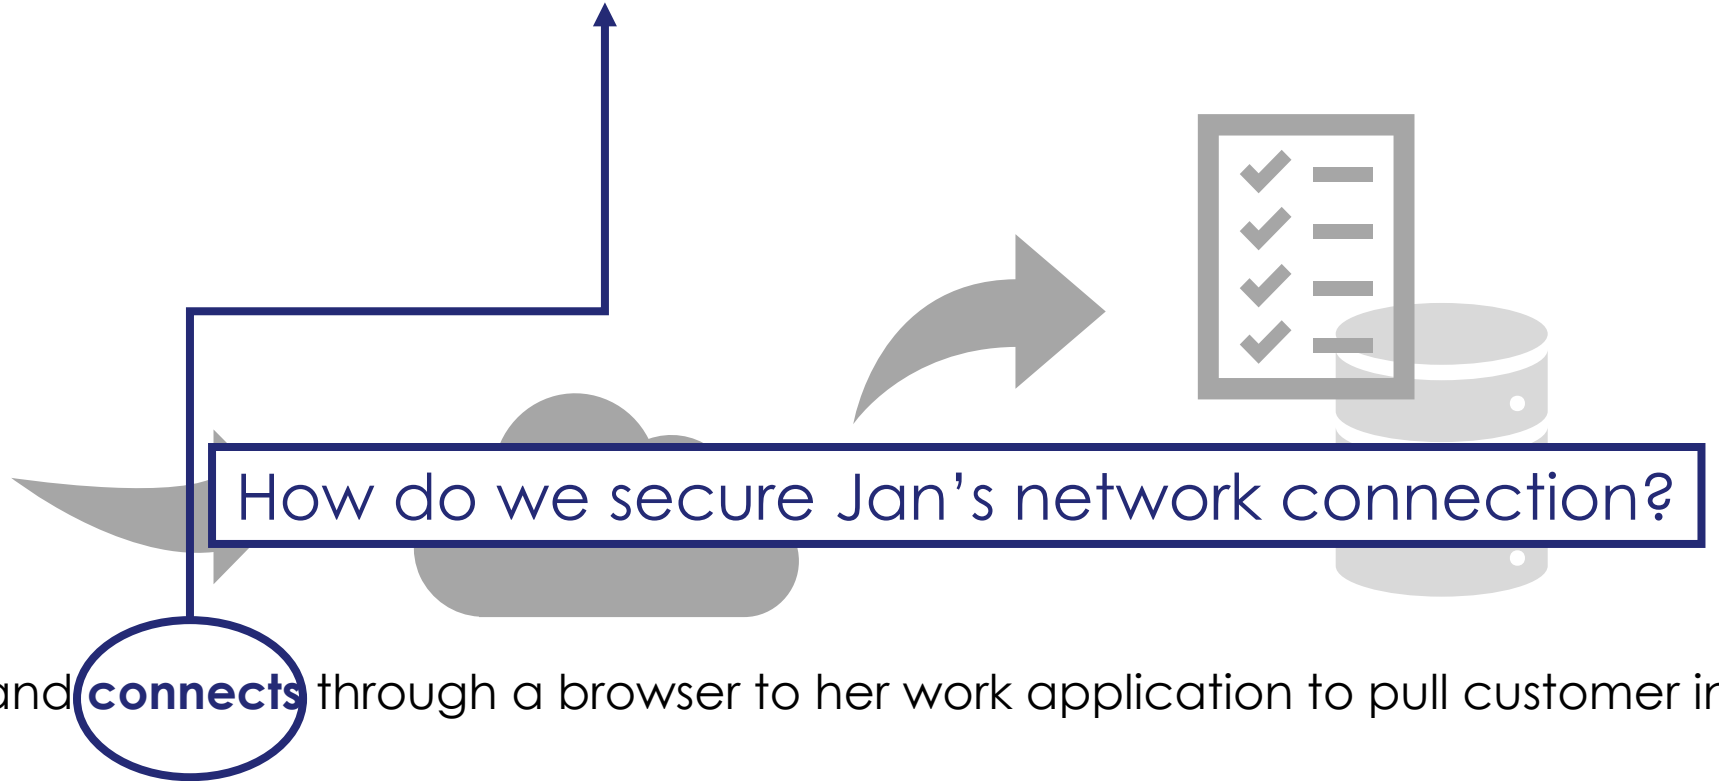 How do we secure Jan’s network connection?
and connects through a browser to her work application to pull customer in